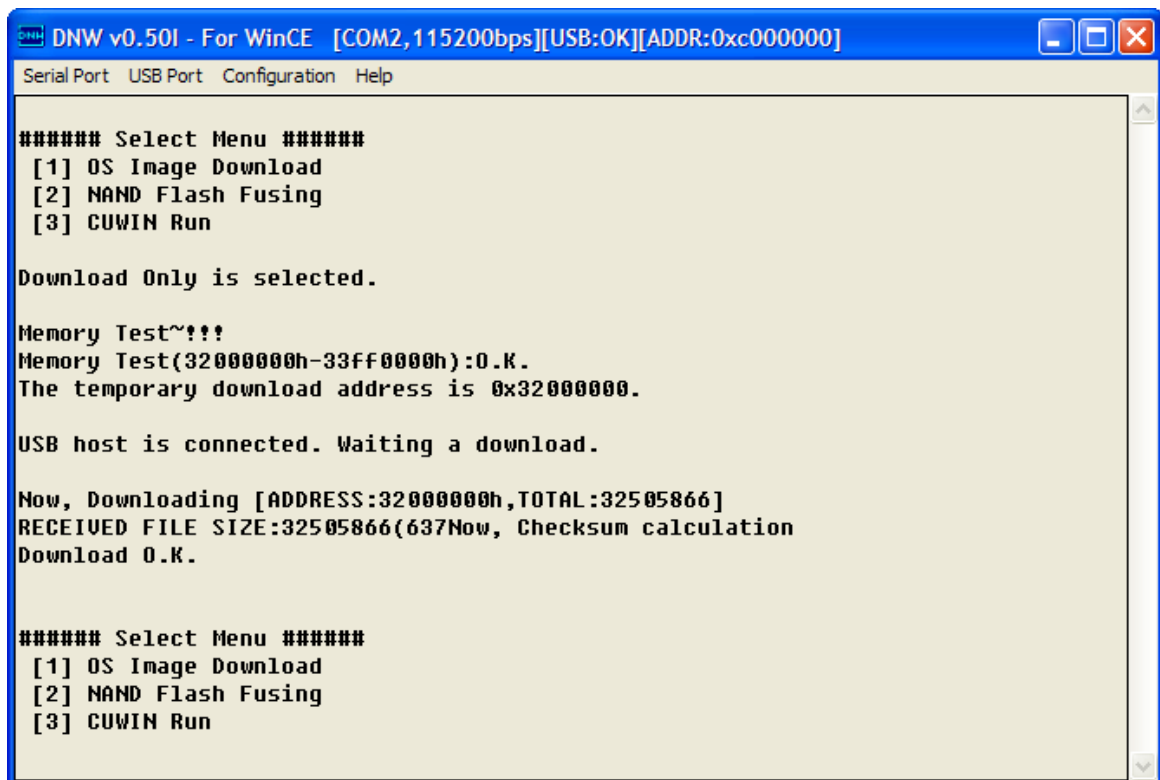 DNW
DNW v0.50I - For WinCE [COM2,115200bps][USB:OK][ADDR:0xc000000]
Serial Port USB Port Configuration Help
###### Select Menu ######
[1] OS Image Download
[2] NAND Flash Fusing
[3] CUWIN Run
Download Only is selected.
Memory Test~!!!
Memory Test(32000000h-33ff0000h):O.K.
The temporary download address is 0x32000000.
USB host is connected. Waiting a download.
Now, Downloading [ADDRESS:32000000h,TOTAL:32505866]
RECEIVED FILE SIZE:32505866(637Now, Checksum calculation
Download O.K.
###### Select Menu ######
[1] OS Image Download
[2] NAND Flash Fusing
[3] CUWIN Run